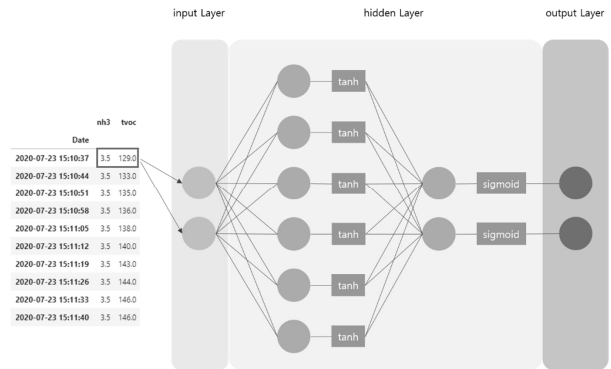 input Layer hidden Layer output Layer
nh3 tvoc
Date
2020-07-23 15:10:37 3.5 129.0
2020-07-23 15:10:44 3.5 133.0
2020-07-23 15:10:51 3.5 135.0
2020-07-23 15:10:58 3.5 136.0
2020-07-23 15:11:05 3.5 138.0
2020-07-23 15:11:12 3.5 140.0
2020-07-23 15:11:19 3.5 143.0
2020-07-23 15:11:26 3.5 144.0
2020-07-23 15:11:33 3.5 146.0
2020-07-23 15:11:40 3.5 146.0
tanh
tanh
tanh
tanh
tanh
tanh
sigmoid
sigmoid